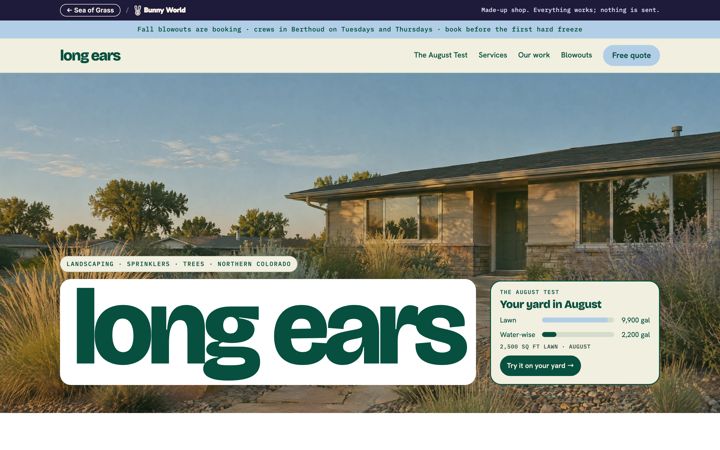 ← Sea of Grass / Bunny World
Made-up shop. Everything works; nothing is sent.
Fall blowouts are booking · crews in Berthoud on Tuesdays and Thursdays · book before the first hard freeze
long ears
The August Test
Services
Our work
Blowouts
Free quote
LANDSCAPING · SPRINKLERS · TREES · NORTHERN COLORADO
long ears
THE AUGUST TEST
Your yard in August
Lawn 9,900 gal
Water-wise 2,200 gal
2,500 SQ FT LAWN · AUGUST
Try it on your yard →